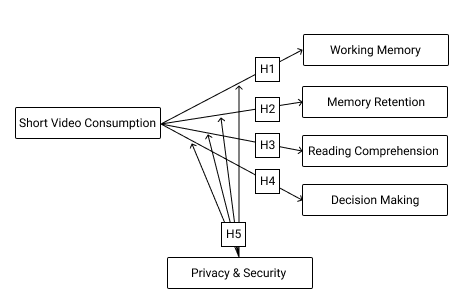 Working Memory
H1
Memory Retention
H2
Short Video Consumption
H3
Reading Comprehension
H4
Decision Making
H5
Privacy & Security